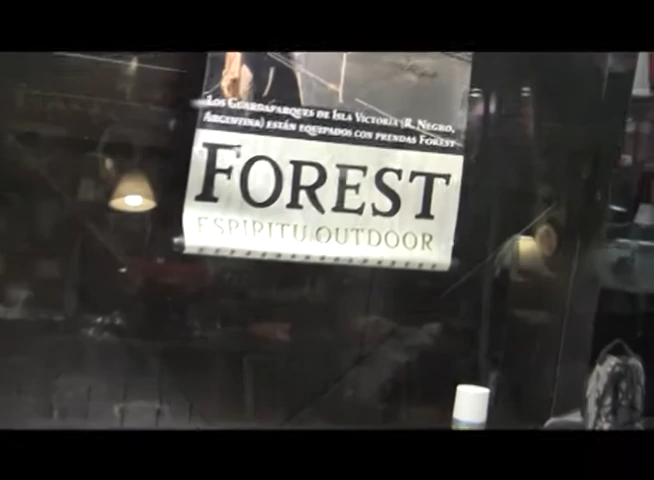 Los Guardaparques de Isla Victoria (R. Negro,
Argentina) están equipados con prendas Forest
FOREST
ESPIRITU OUTDOOR